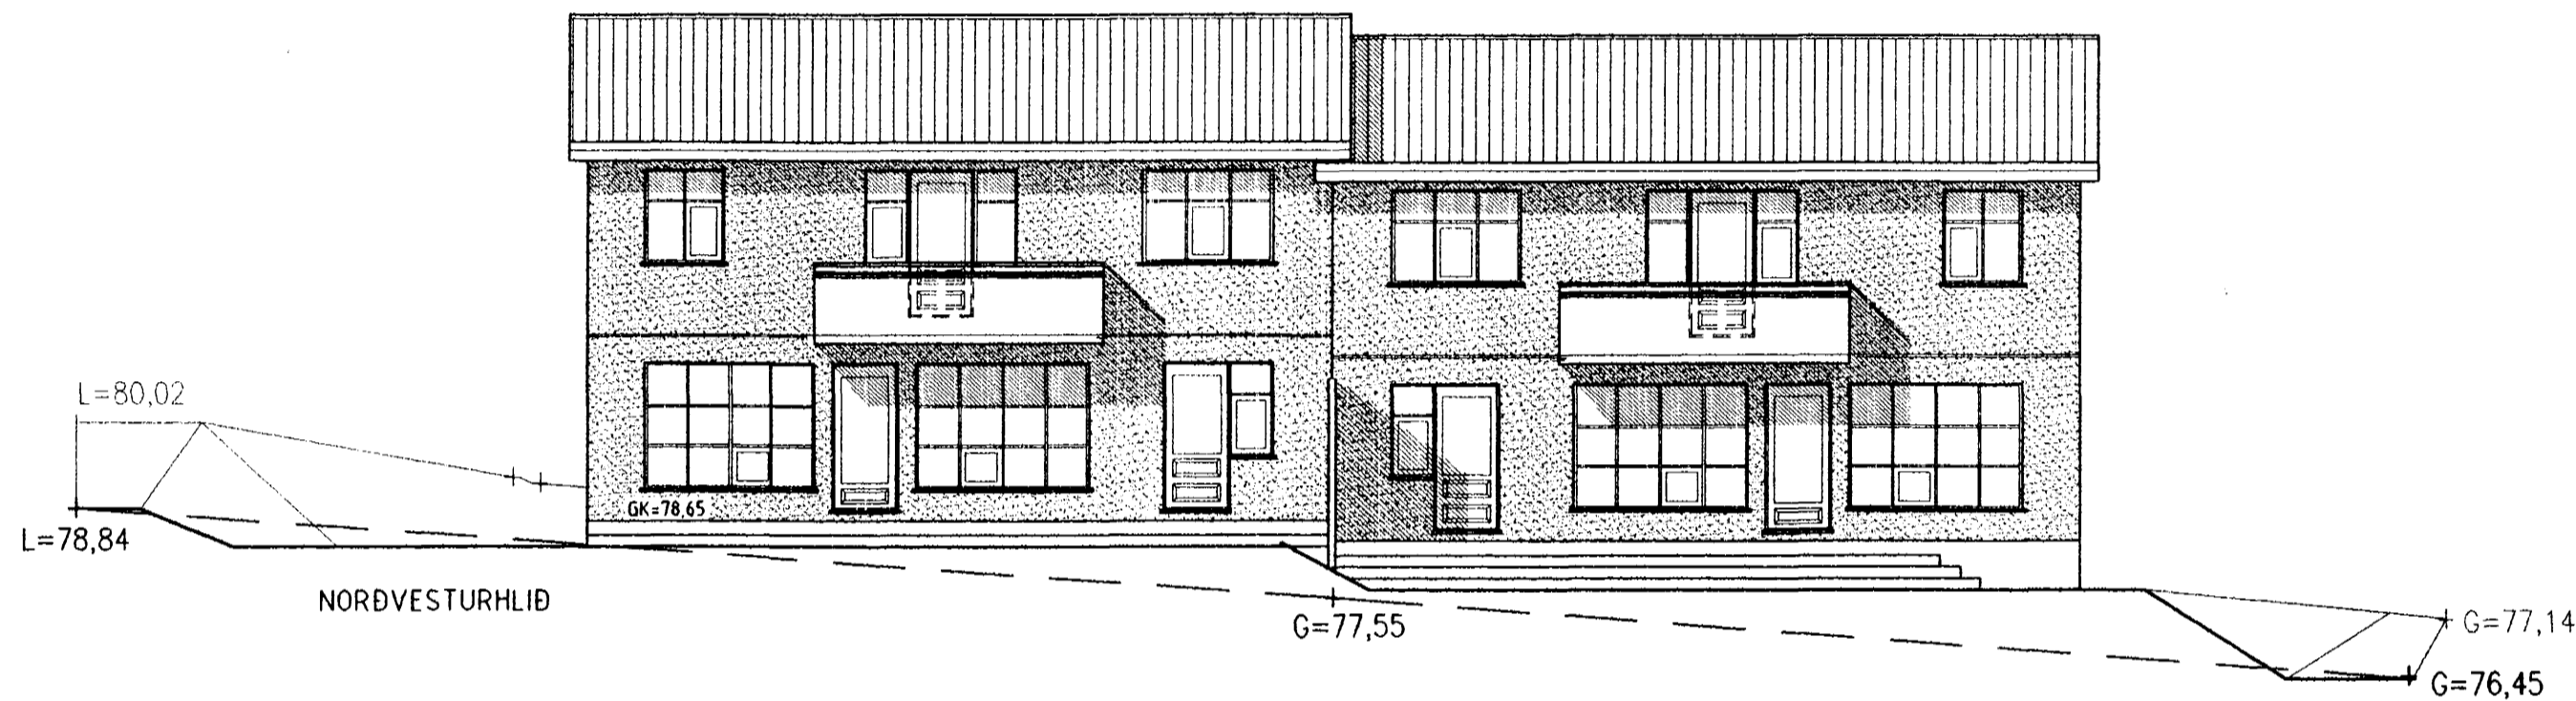 L=80,02
GK=78,65
L=78,84
NORÐVESTURHLIÐ
G=77,55
G=77,14
G=76,45